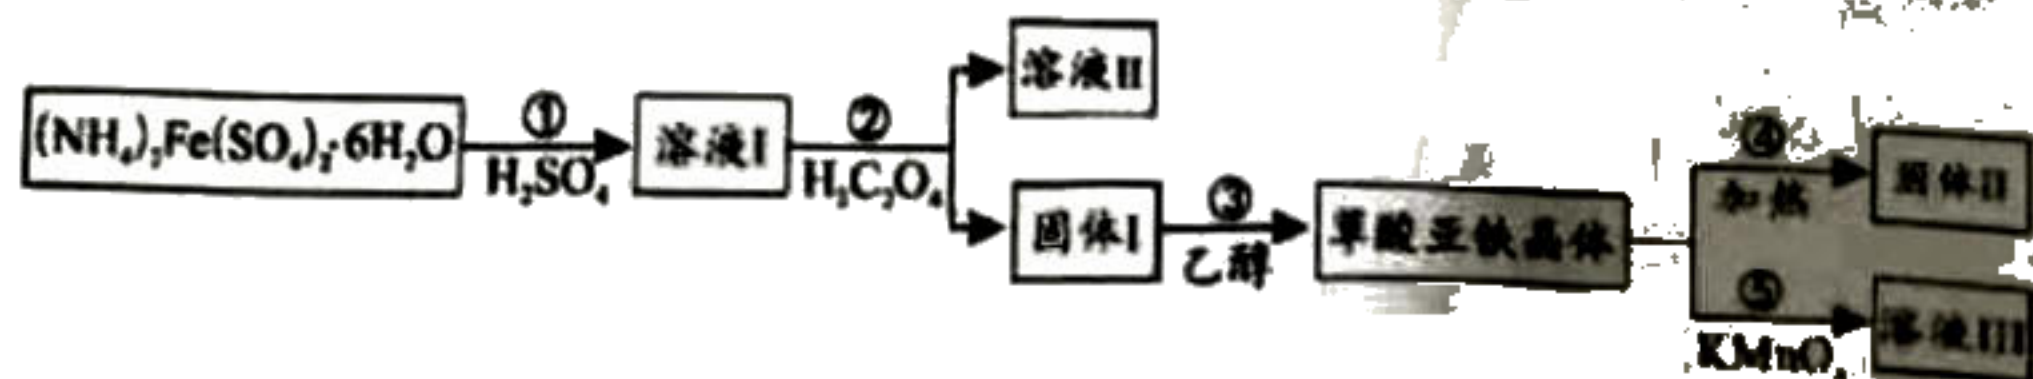 (NH₄)₂Fe(SO₄)₂·6H₂O
①
H₂SO₄
溶液I
②
H₂C₂O₄
溶液II
固体I
③
乙醇
草酸亚铁晶体
④
加热
固体II
⑤
KMnO₄
溶液III